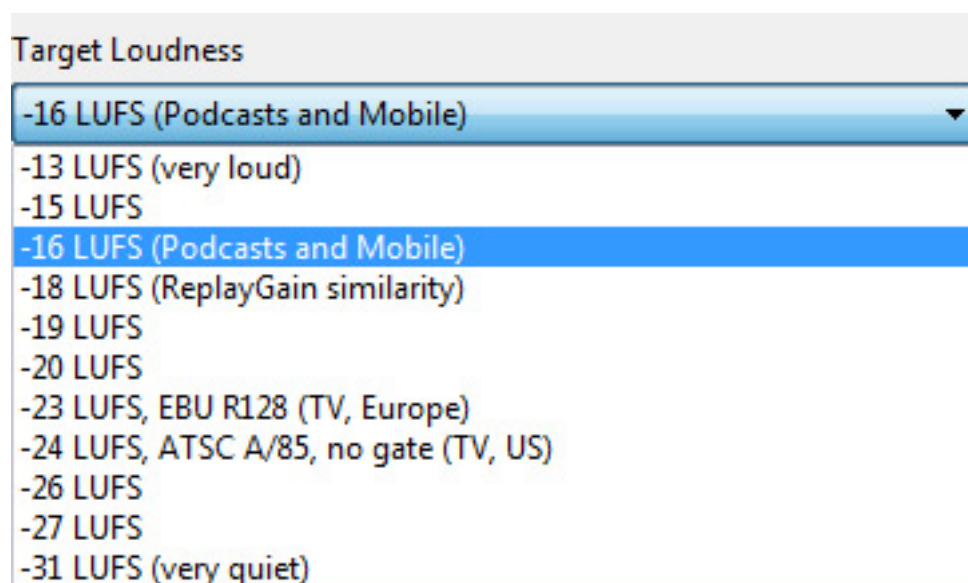 Target Loudness
-16 LUFS (Podcasts and Mobile)
-13 LUFS (very loud)
-15 LUFS
-16 LUFS (Podcasts and Mobile)
-18 LUFS (ReplayGain similarity)
-19 LUFS
-20 LUFS
-23 LUFS, EBU R128 (TV, Europe)
-24 LUFS, ATSC A/85, no gate (TV, US)
-26 LUFS
-27 LUFS
-31 LUFS (very quiet)